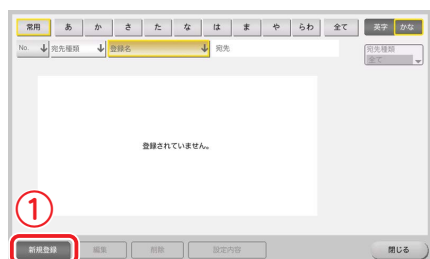 常用 あ か さ た な は ま や らわ 全て 英字 かな
No. 宛先種類 登録名 宛先
宛先種類
全て
登録されていません。
①
新規登録 編集 削除 設定内容 閉じる